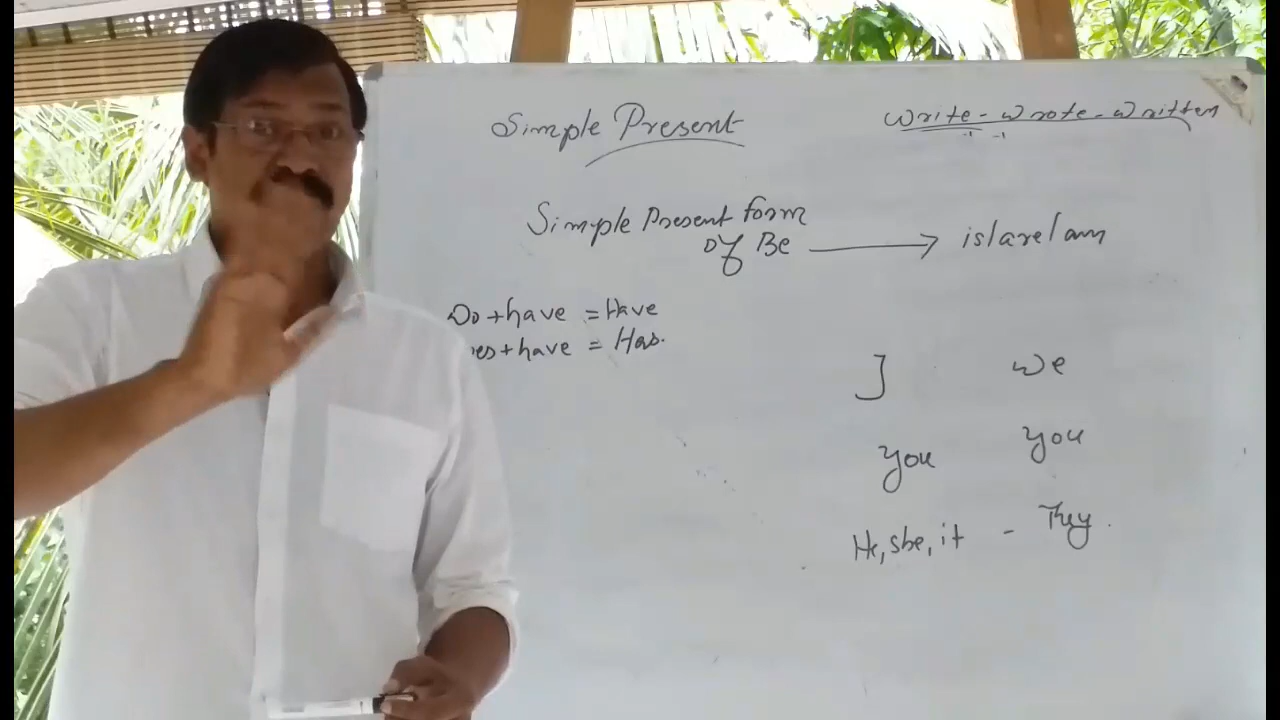 Simple Present
write - wrote - written
Simple Present form
of Be → is/are/am
Do + have = Have
+ have = Has.
I we
you you
He, she, it - They.